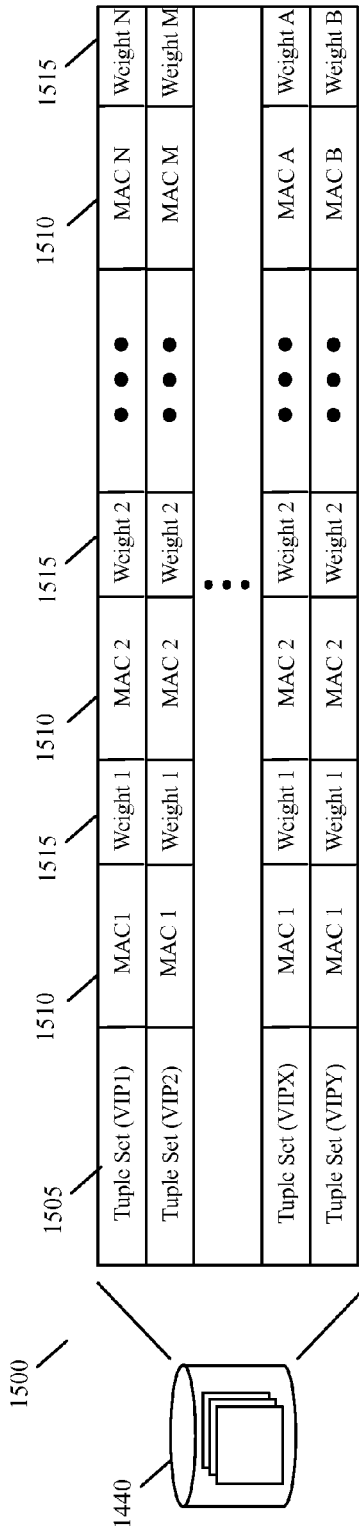 1500
1440
1505 1510 1515 1510 1515 1510 1515
Tuple Set (VIP1) MAC1 Weight 1 MAC 2 Weight 2 ●●● MAC N Weight N
Tuple Set (VIP2) MAC 1 Weight 1 MAC 2 Weight 2 ●●● MAC M Weight M
●●●
Tuple Set (VIPX) MAC 1 Weight 1 MAC 2 Weight 2 ●●● MAC A Weight A
Tuple Set (VIPY) MAC 1 Weight 1 MAC 2 Weight 2 ●●● MAC B Weight B